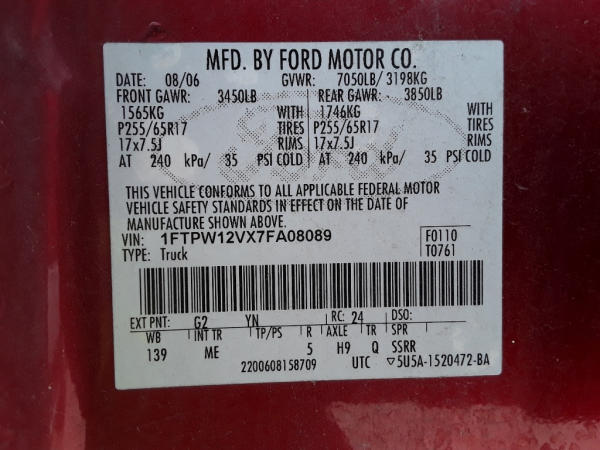 MFD. BY FORD MOTOR CO.
DATE: 08/06 GVWR: 7050LB/ 3198KG
FRONT GAWR: 3450LB REAR GAWR: 3850LB
1565KG WITH 1746KG WITH
P255/65R17 TIRES P255/65R17 TIRES
17x7.5J RIMS 17x7.5J RIMS
AT 240 kPa/ 35 PSI COLD AT 240 kPa/ 35 PSI COLD
THIS VEHICLE CONFORMS TO ALL APPLICABLE FEDERAL MOTOR
VEHICLE SAFETY STANDARDS IN EFFECT ON THE DATE OF
MANUFACTURE SHOWN ABOVE.
VIN: 1FTPW12VX7FA08089 F0110
TYPE: Truck T0761
EXT PNT: G2 YN RC: 24 DSO:
WB INT TR TP/PS R AXLE TR SPR
139 ME 5 H9 Q SSRR
2200608158709 UTC ▽5U5A-1520472-BA